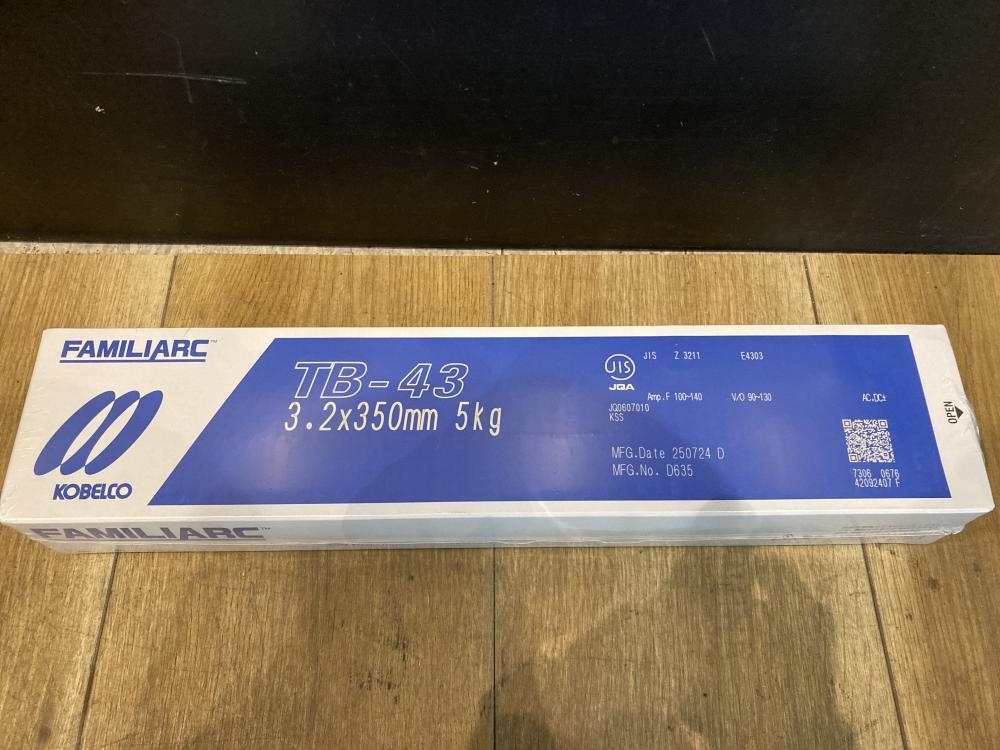 FAMILIARC™
KOBELCO
TB-43
3.2x350mm 5kg
JIS
JQA
JIS Z 3211 E4303
Amp.F 100~140 V/O 90~130 AC.DC±
JQ0607010
KSS
MFG.Date 250724 D
MFG.No. D635
7306 0676
42092407 F
OPEN
FAMILIARC™